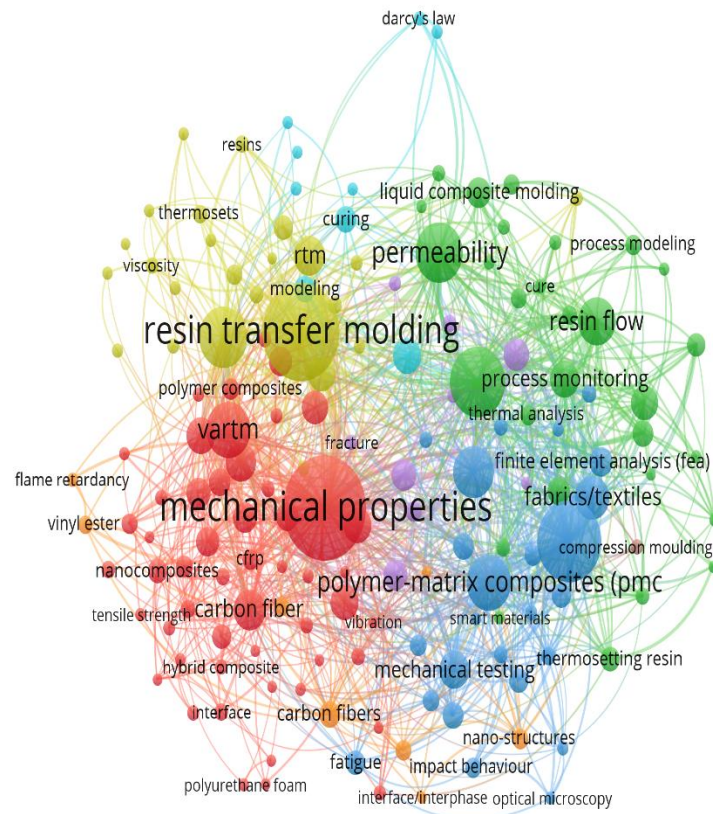 darcy's law
resins
liquid composite molding
thermosets
curing
process modeling
permeability
rtm
viscosity
modeling
cure
resin flow
resin transfer molding
process monitoring
polymer composites
thermal analysis
vartm
fracture
finite element analysis (fea)
flame retardancy
fabrics/textiles
mechanical properties
vinyl ester
compression moulding
cfrp
nanocomposites
polymer-matrix composites (pmc
carbon fiber
tensile strength
vibration
smart materials
hybrid composite
mechanical testing
thermosetting resin
interface
carbon fibers
nano-structures
fatigue
impact behaviour
polyurethane foam
interface/interphase
optical microscopy